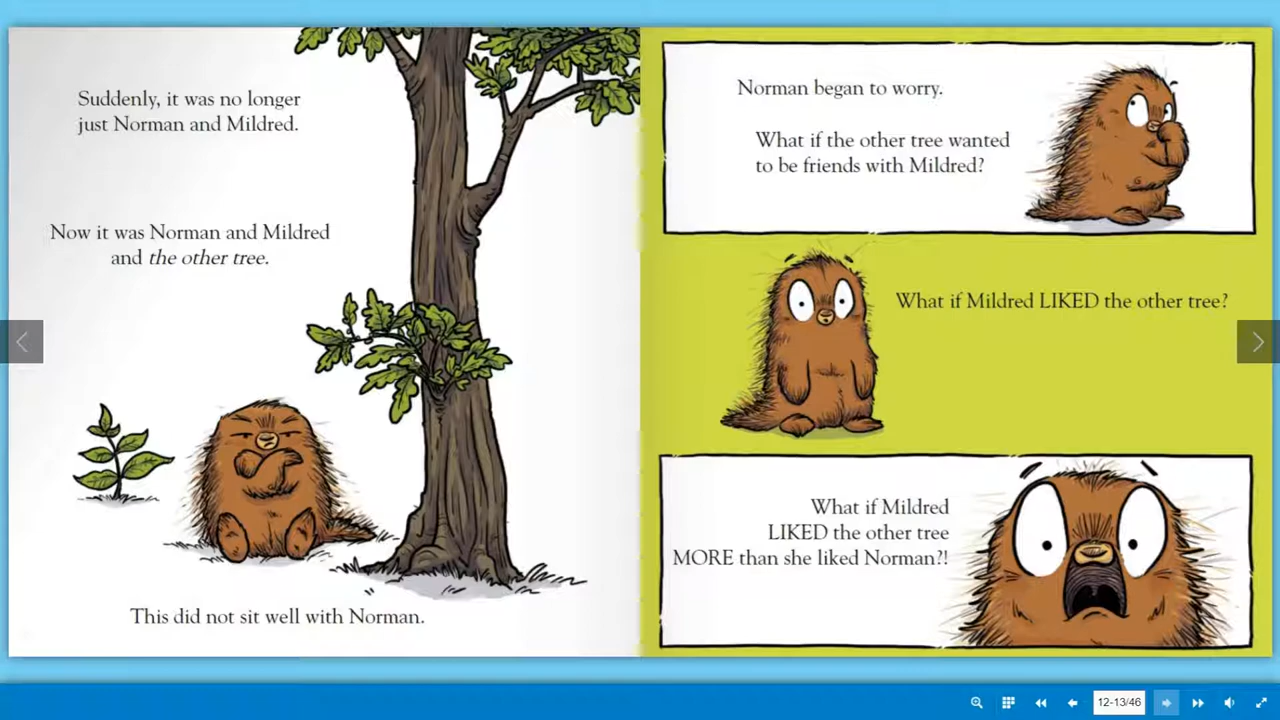 Suddenly, it was no longer
just Norman and Mildred.
Now it was Norman and Mildred
and the other tree.
This did not sit well with Norman.
Norman began to worry.
What if the other tree wanted
to be friends with Mildred?
What if Mildred LIKED the other tree?
What if Mildred
LIKED the other tree
MORE than she liked Norman?!
12-13/46